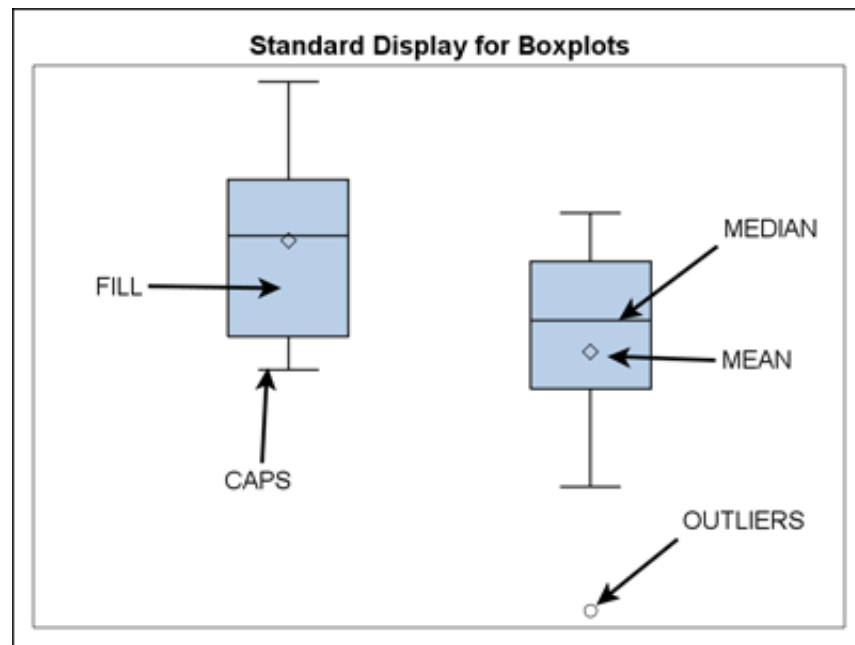 Standard Display for Boxplots
MEDIAN
FILL
MEAN
CAPS
OUTLIERS